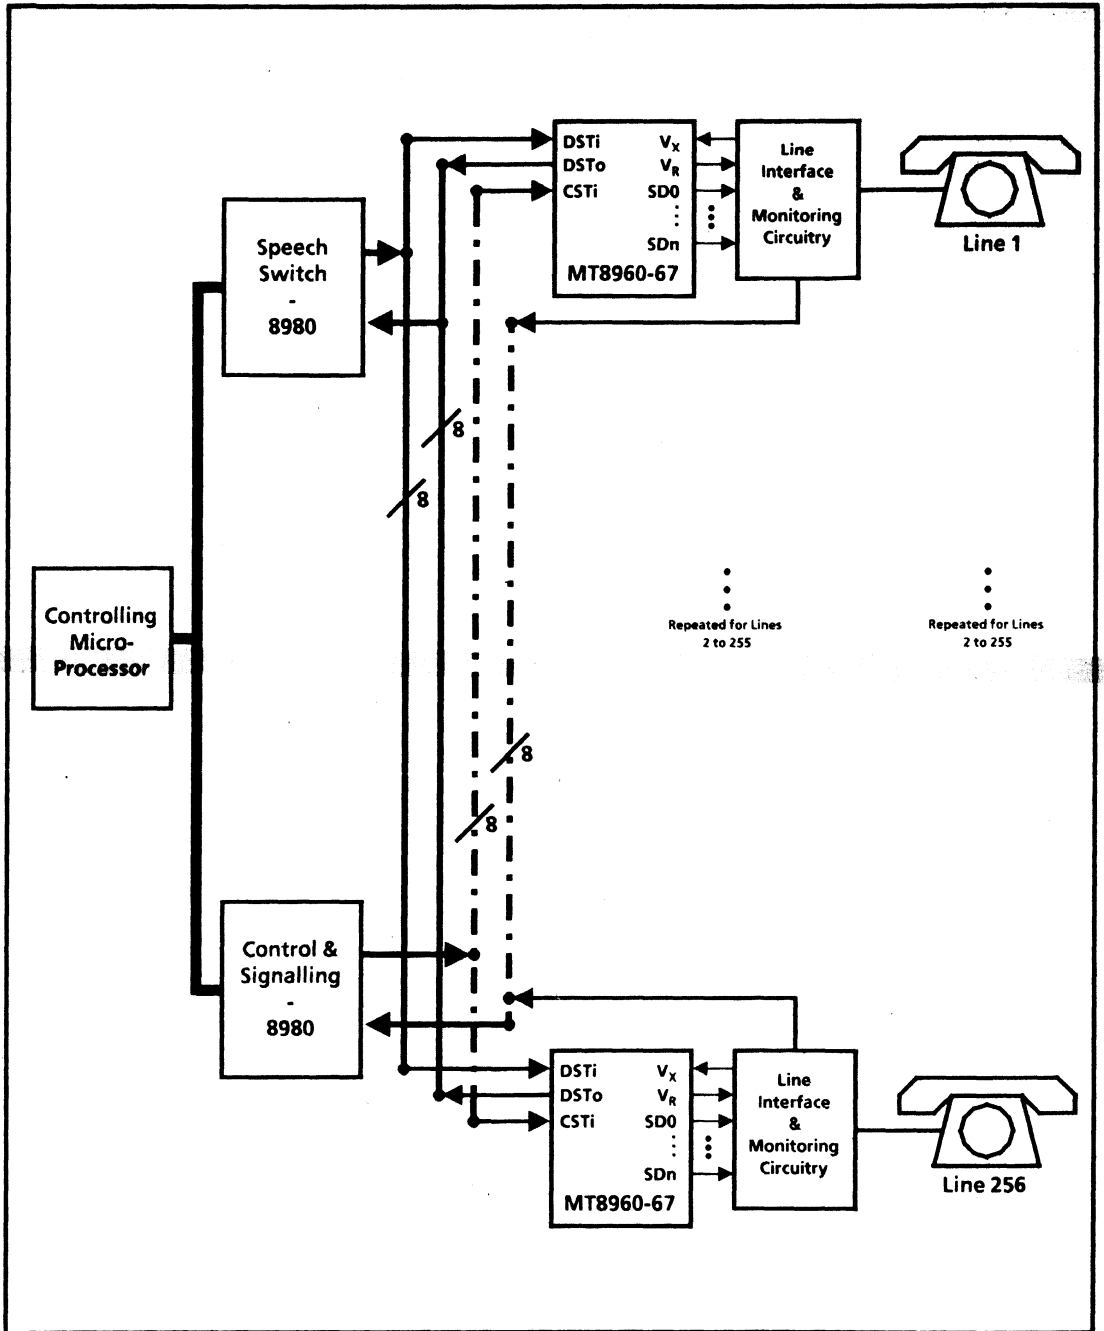 DSTi
DSTo
CSTi
VX
VR
SD0
SDn
MT8960-67
Line
Interface
&
Monitoring
Circuitry
Line 1
Speech
Switch
-
8980
8
8
Controlling
Micro-
Processor
Repeated for Lines
2 to 255
Repeated for Lines
2 to 255
8
8
Control &
Signalling
-
8980
DSTi
DSTo
CSTi
VX
VR
SD0
SDn
MT8960-67
Line
Interface
&
Monitoring
Circuitry
Line 256